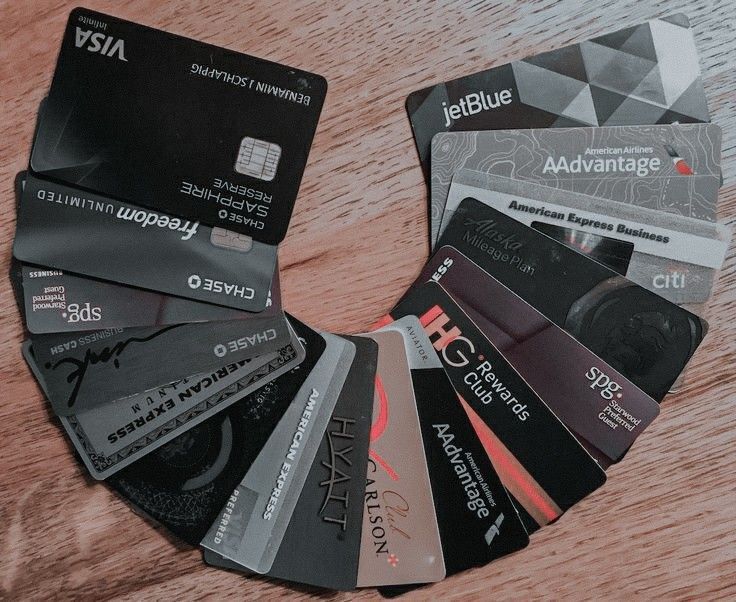 VISA
Infinite
BENJAMIN J SCHLAPPIG
CHASE
SAPPHIRE
RESERVE
freedom
UNLIMITED
CHASE
BUSINESS
spg.
Starwood
Preferred
Guest
CHASE
ink.
BUSINESS CASH
AMERICAN EXPRESS
PLATINUM
AMERICAN EXPRESS
PREFERRED
HYATT
Club
CARLSON
AVIATOR
American Airlines
AAdvantage
IHG
Rewards
Club
ESS
spg.
Starwood
Preferred
Guest
Alaska
Mileage Plan
American Express Business
citi
American Airlines
AAdvantage
jetBlue